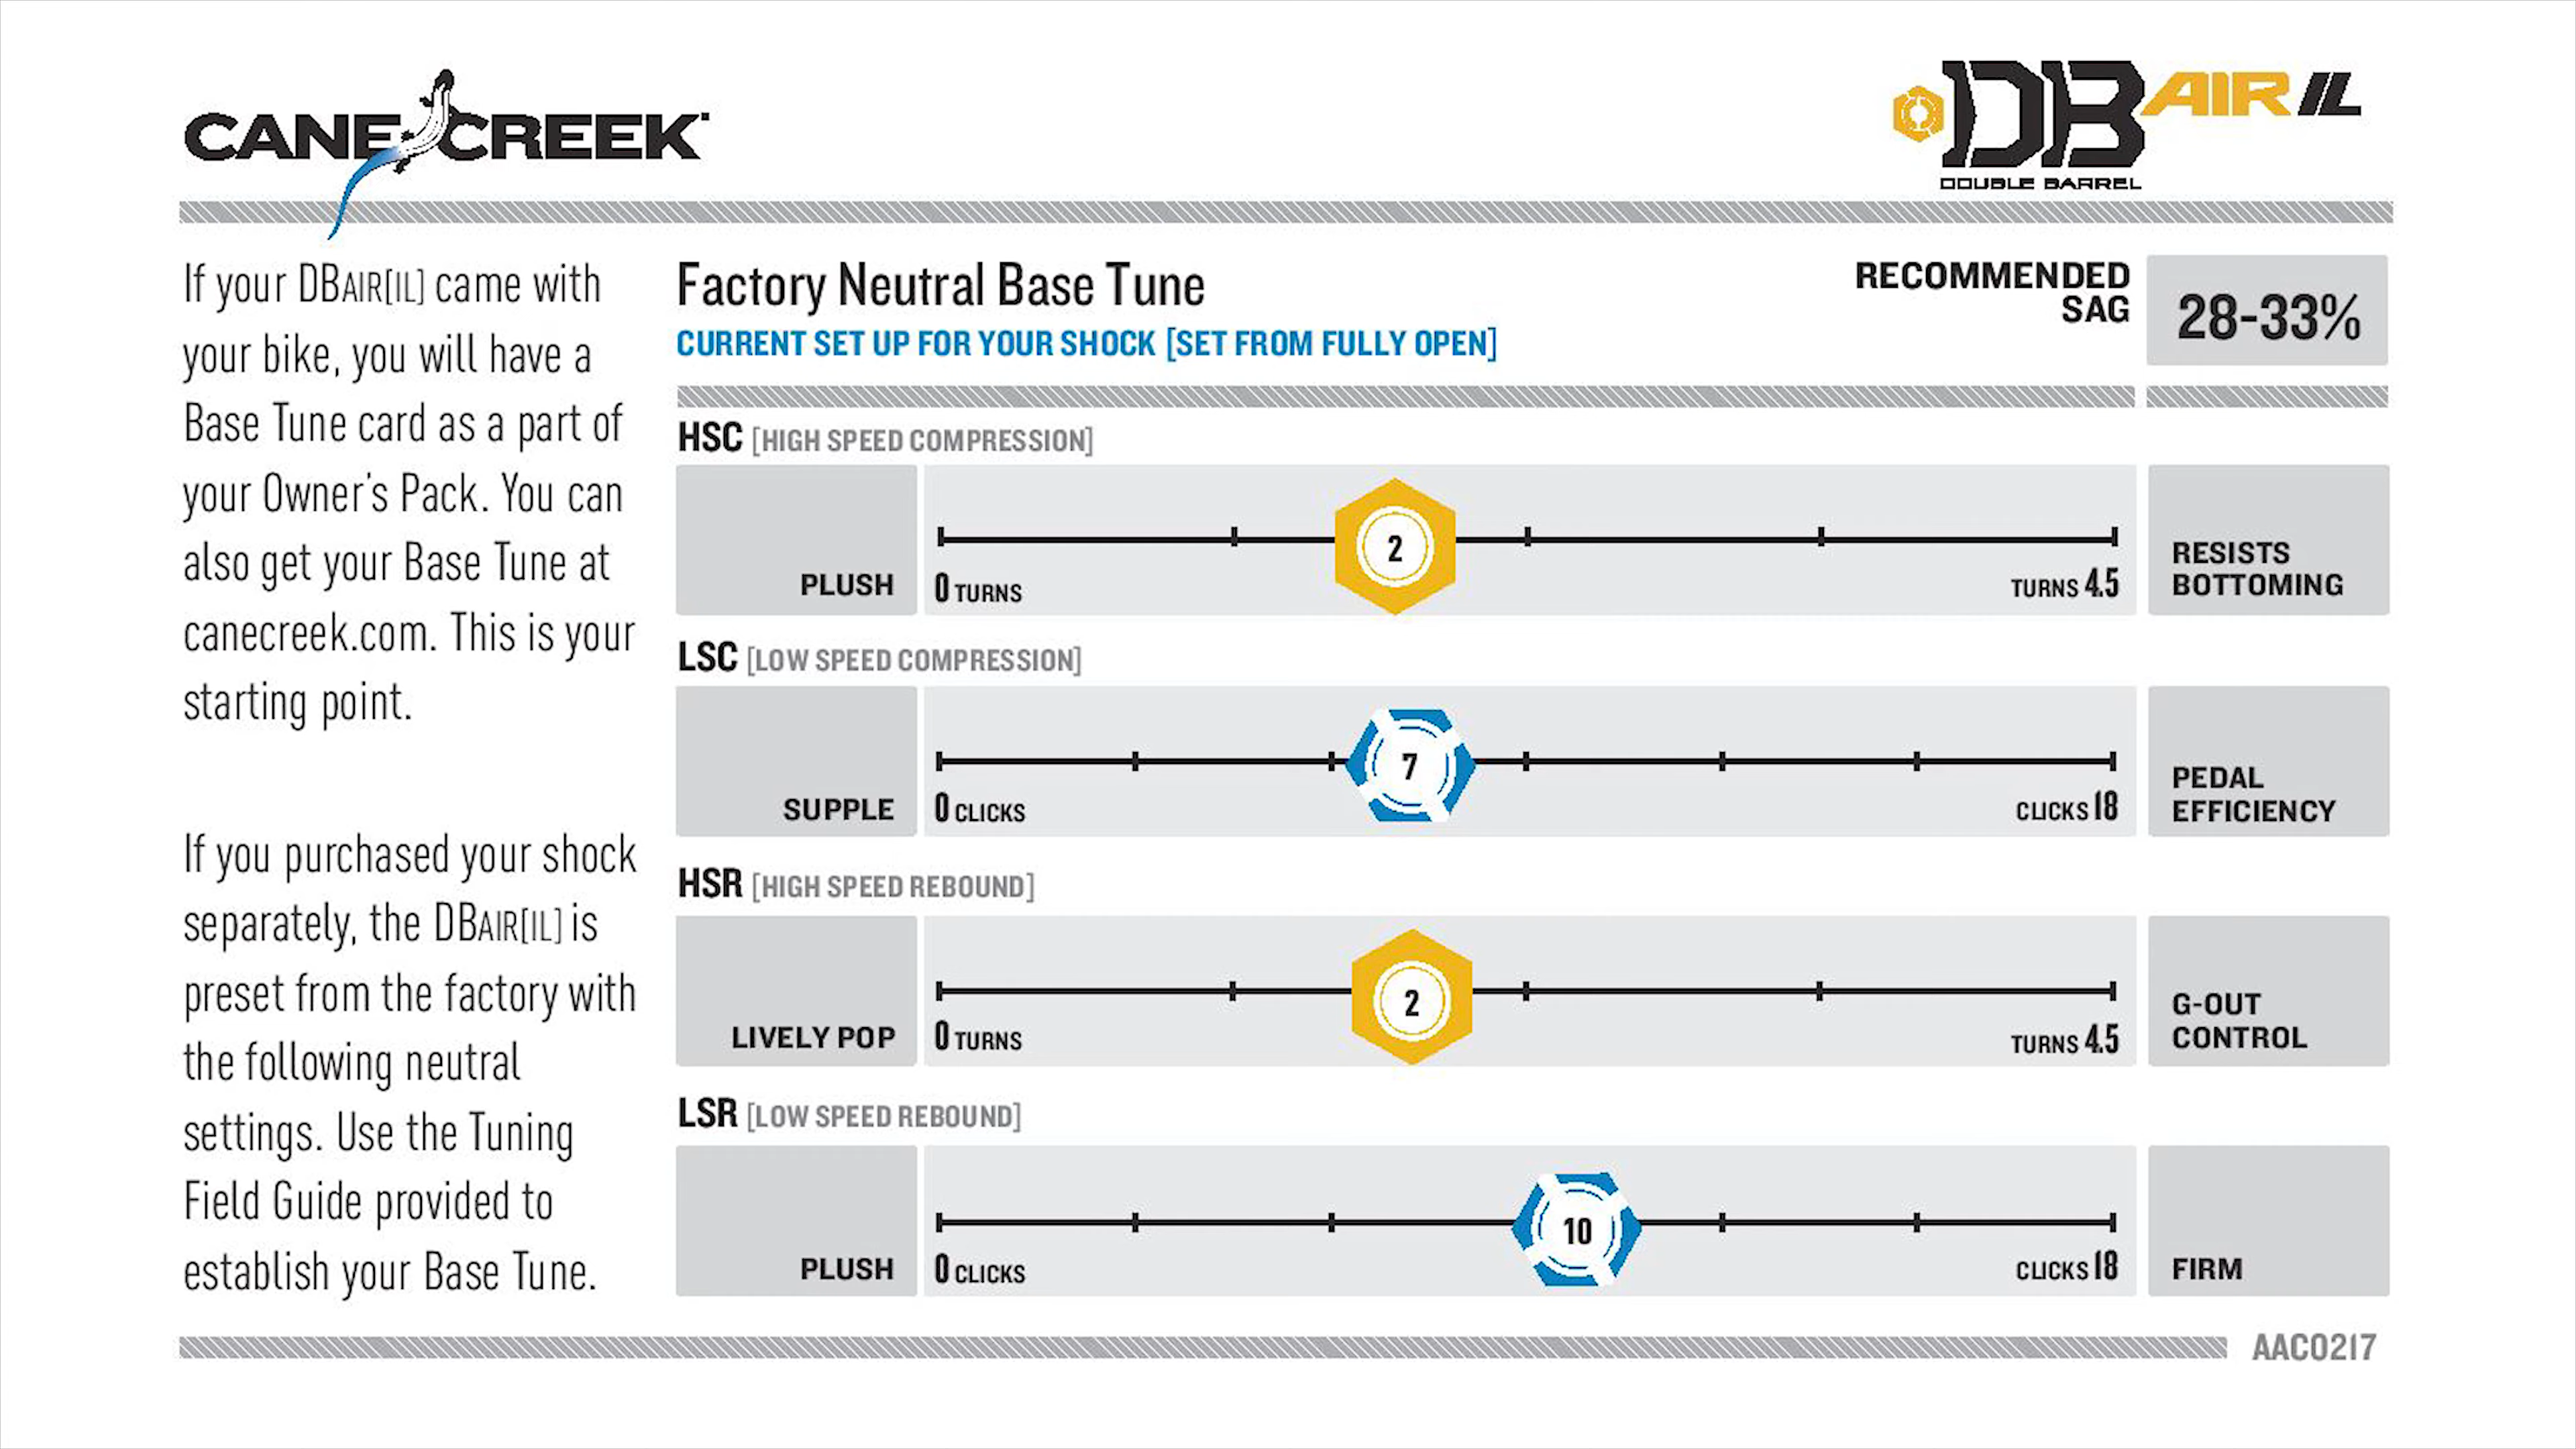 CANE CREEK
DB AIR IL
DOUBLE BARREL
If your DBAIR[IL] came with
your bike, you will have a
Base Tune card as a part of
your Owner's Pack. You can
also get your Base Tune at
canecreek.com. This is your
starting point.
If you purchased your shock
separately, the DBAIR[IL] is
preset from the factory with
the following neutral
settings. Use the Tuning
Field Guide provided to
establish your Base Tune.
Factory Neutral Base Tune
CURRENT SET UP FOR YOUR SHOCK [SET FROM FULLY OPEN]
RECOMMENDED
SAG
28-33%
HSC [HIGH SPEED COMPRESSION]
PLUSH
0 TURNS
2
TURNS 4.5
RESISTS
BOTTOMING
LSC [LOW SPEED COMPRESSION]
SUPPLE
0 CLICKS
7
CLICKS 18
PEDAL
EFFICIENCY
HSR [HIGH SPEED REBOUND]
LIVELY POP
0 TURNS
2
TURNS 4.5
G-OUT
CONTROL
LSR [LOW SPEED REBOUND]
PLUSH
0 CLICKS
10
CLICKS 18
FIRM
AAC0217